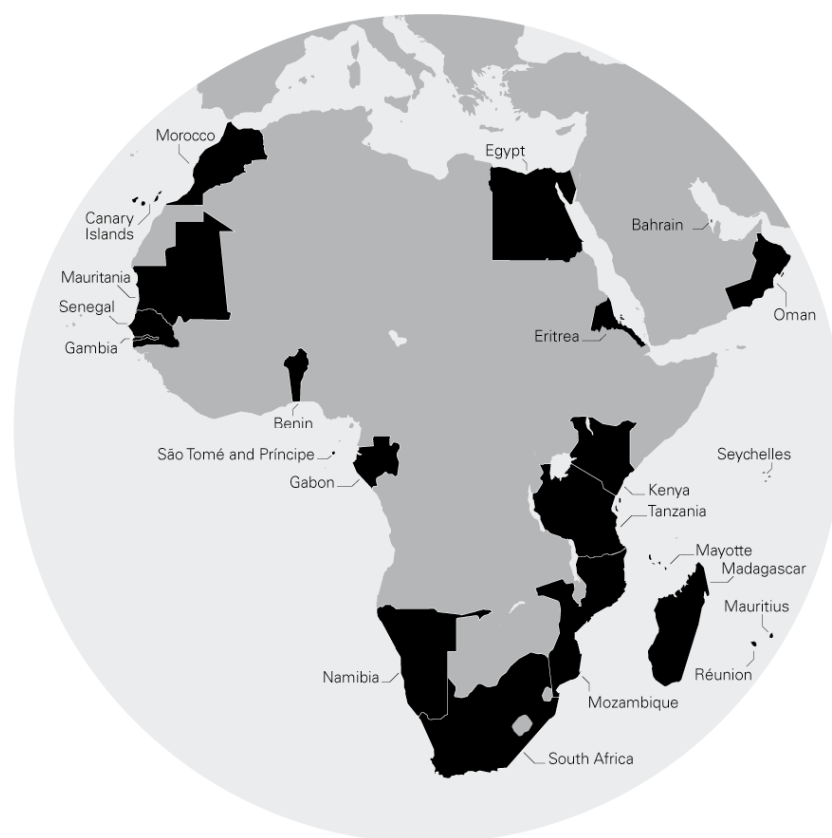 Morocco
Egypt
Canary
Islands
Bahrain
Mauritania
Senegal
Oman
Gambia
Eritrea
Benin
São Tomé and Príncipe
Seychelles
Gabon
Kenya
Tanzania
Mayotte
Madagascar
Mauritius
Namibia
Réunion
Mozambique
South Africa